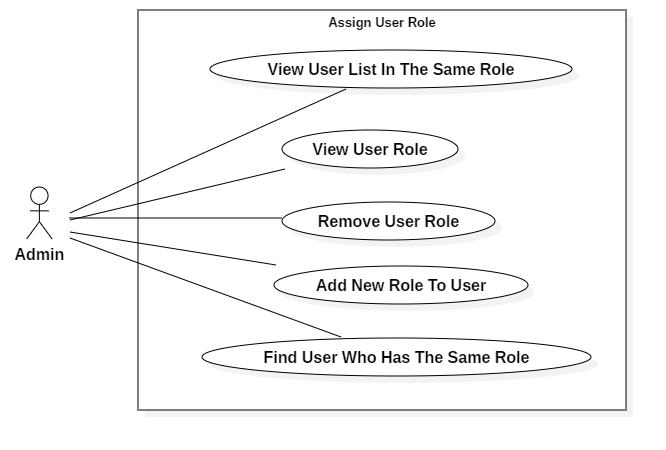 Assign User Role
View User List In The Same Role
View User Role
Remove User Role
Admin
Add New Role To User
Find User Who Has The Same Role